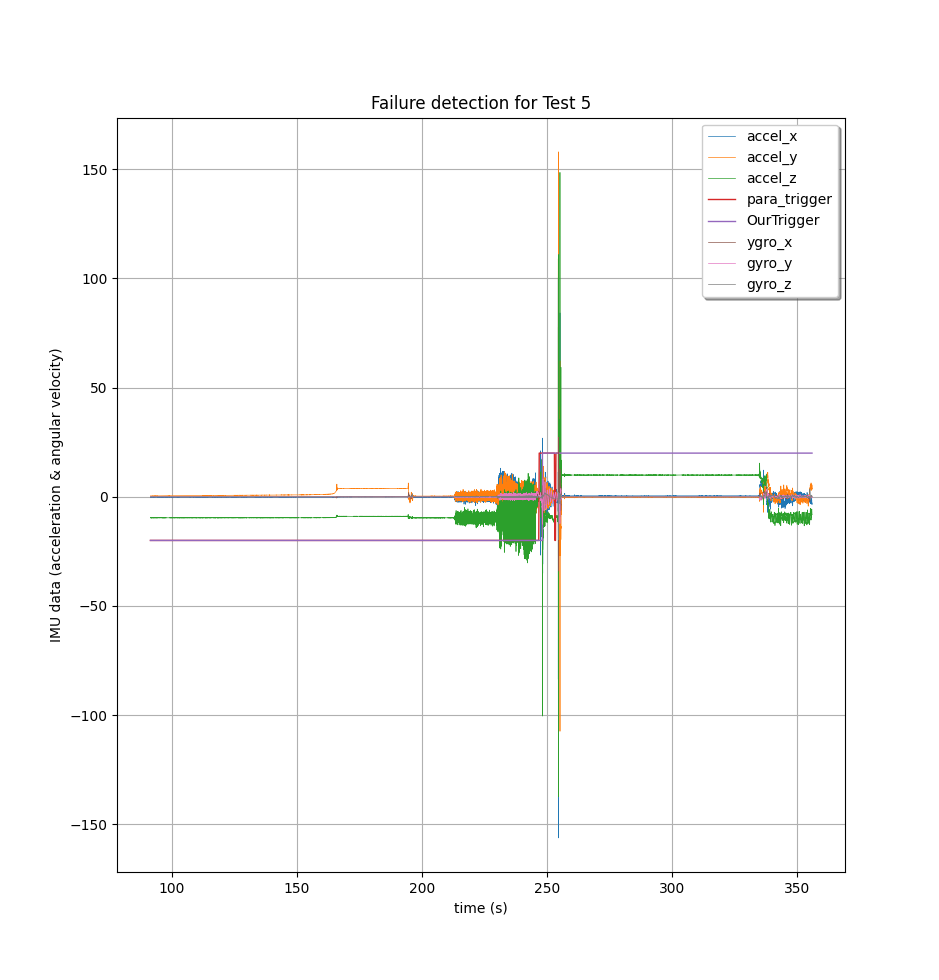 Failure detection for Test 5
accel_x
accel_y
accel_z
para_trigger
OurTrigger
ygro_x
gyro_y
gyro_z
150
100
50
0
−50
−100
−150
IMU data (acceleration & angular velocity)
100
150
200
250
300
350
time (s)